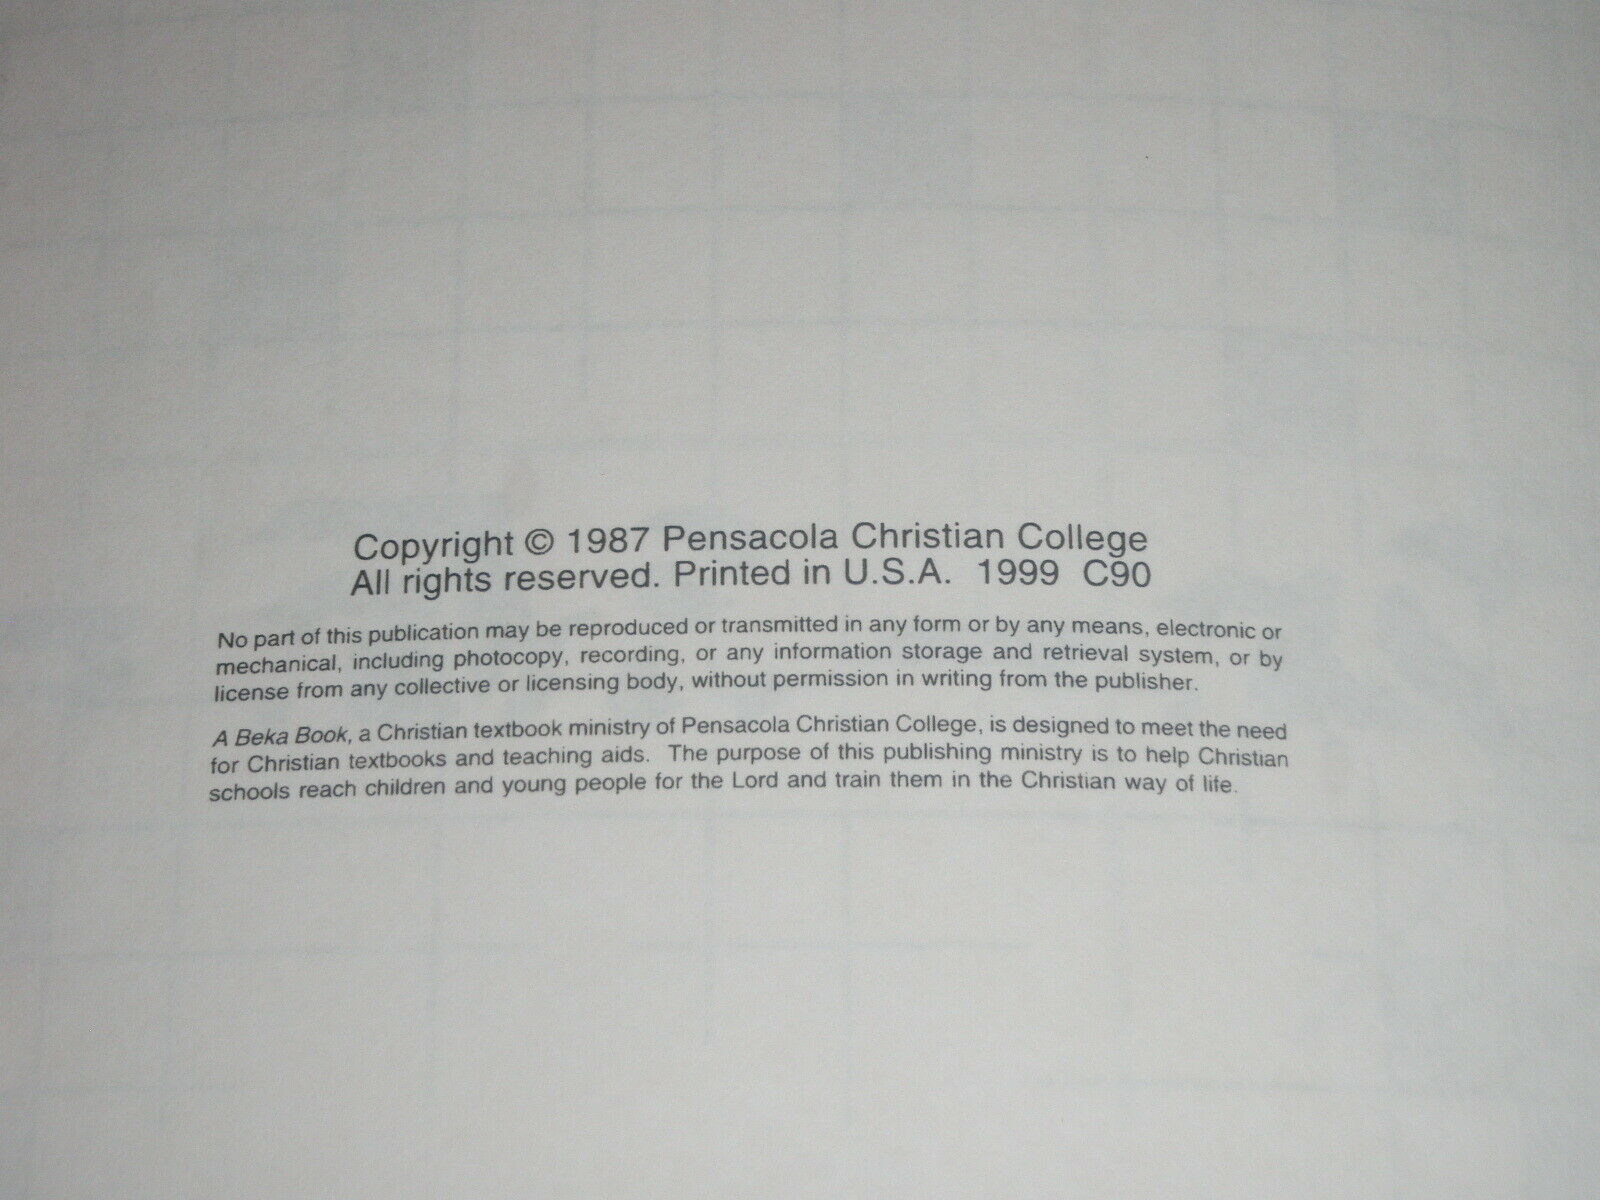 Copyright © 1987 Pensacola Christian College
All rights reserved. Printed in U.S.A. 1999 C90
No part of this publication may be reproduced or transmitted in any form or by any means, electronic or
mechanical, including photocopy, recording, or any information storage and retrieval system, or by
license from any collective or licensing body, without permission in writing from the publisher.
A Beka Book, a Christian textbook ministry of Pensacola Christian College, is designed to meet the need
for Christian textbooks and teaching aids. The purpose of this publishing ministry is to help Christian
schools reach children and young people for the Lord and train them in the Christian way of life.